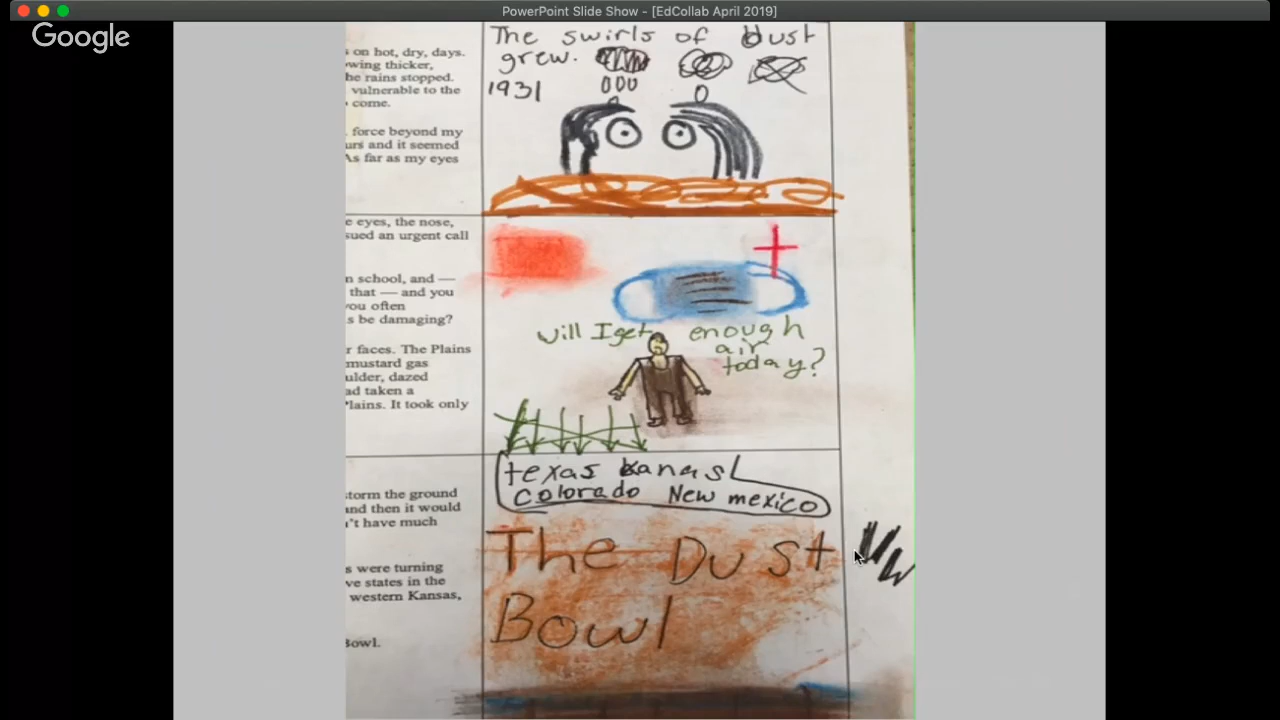 PowerPoint Slide Show - [EdCollab April 2019]
Google
on hot, dry, days.
wing thicker,
he rains stopped.
vulnerable to the
come.
force beyond my
urs and it seemed
As far as my eyes
The swirls of dust
grew.
1931
e eyes, the nose,
sued an urgent call
n school, and —
that — and you
you often
s be damaging?
r faces. The Plains
mustard gas
ulder, dazed
ad taken a
Plains. It took only
will I get enough
air
today?
torm the ground
and then it would
't have much
s were turning
ve states in the
western Kansas,
Bowl.
texas kanas
Colorado New mexico
The Dust
Bowl